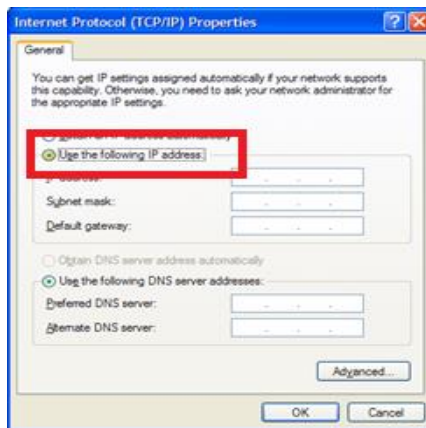 Internet Protocol (TCP/IP) Properties
General
You can get IP settings assigned automatically if your network supports
this capability. Otherwise, you need to ask your network administrator for
the appropriate IP settings.
Use the following IP address:
Subnet mask:
Default gateway:
Obtain DNS server address automatically
Use the following DNS server addresses:
Preferred DNS server:
Alternate DNS server:
Advanced...
OK
Cancel